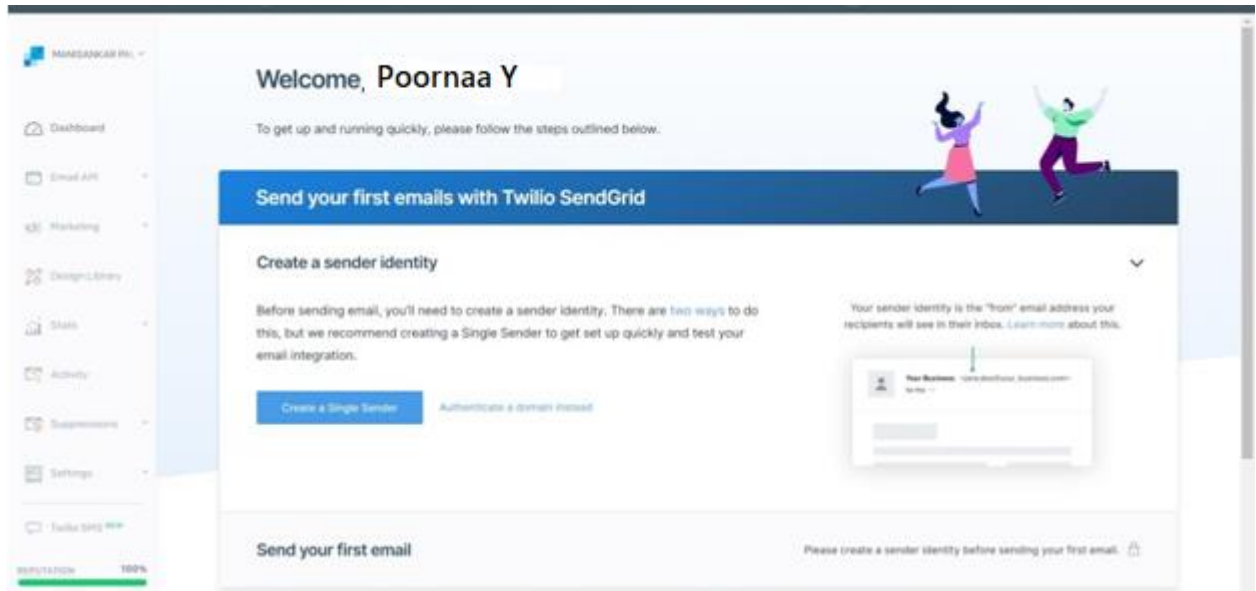 MANISANKAR
Welcome, Poornaa Y
To get up and running quickly, please follow the steps outlined below.
Dashboard
Email API
Marketing
Design Library
Stats
Activity
Suppressions
Settings
Twilio SMS NEW
REPUTATION 100%
Send your first emails with Twilio SendGrid
Create a sender identity
Before sending email, you'll need to create a sender identity. There are two ways to do
this, but we recommend creating a Single Sender to get set up quickly and test your
email integration.
Create a Single Sender
Authenticate a domain instead
Your sender identity is the "from" email address your
recipients will see in their inbox. Learn more about this.
Your Business
to me
Send your first email
Please create a sender identity before sending your first email.